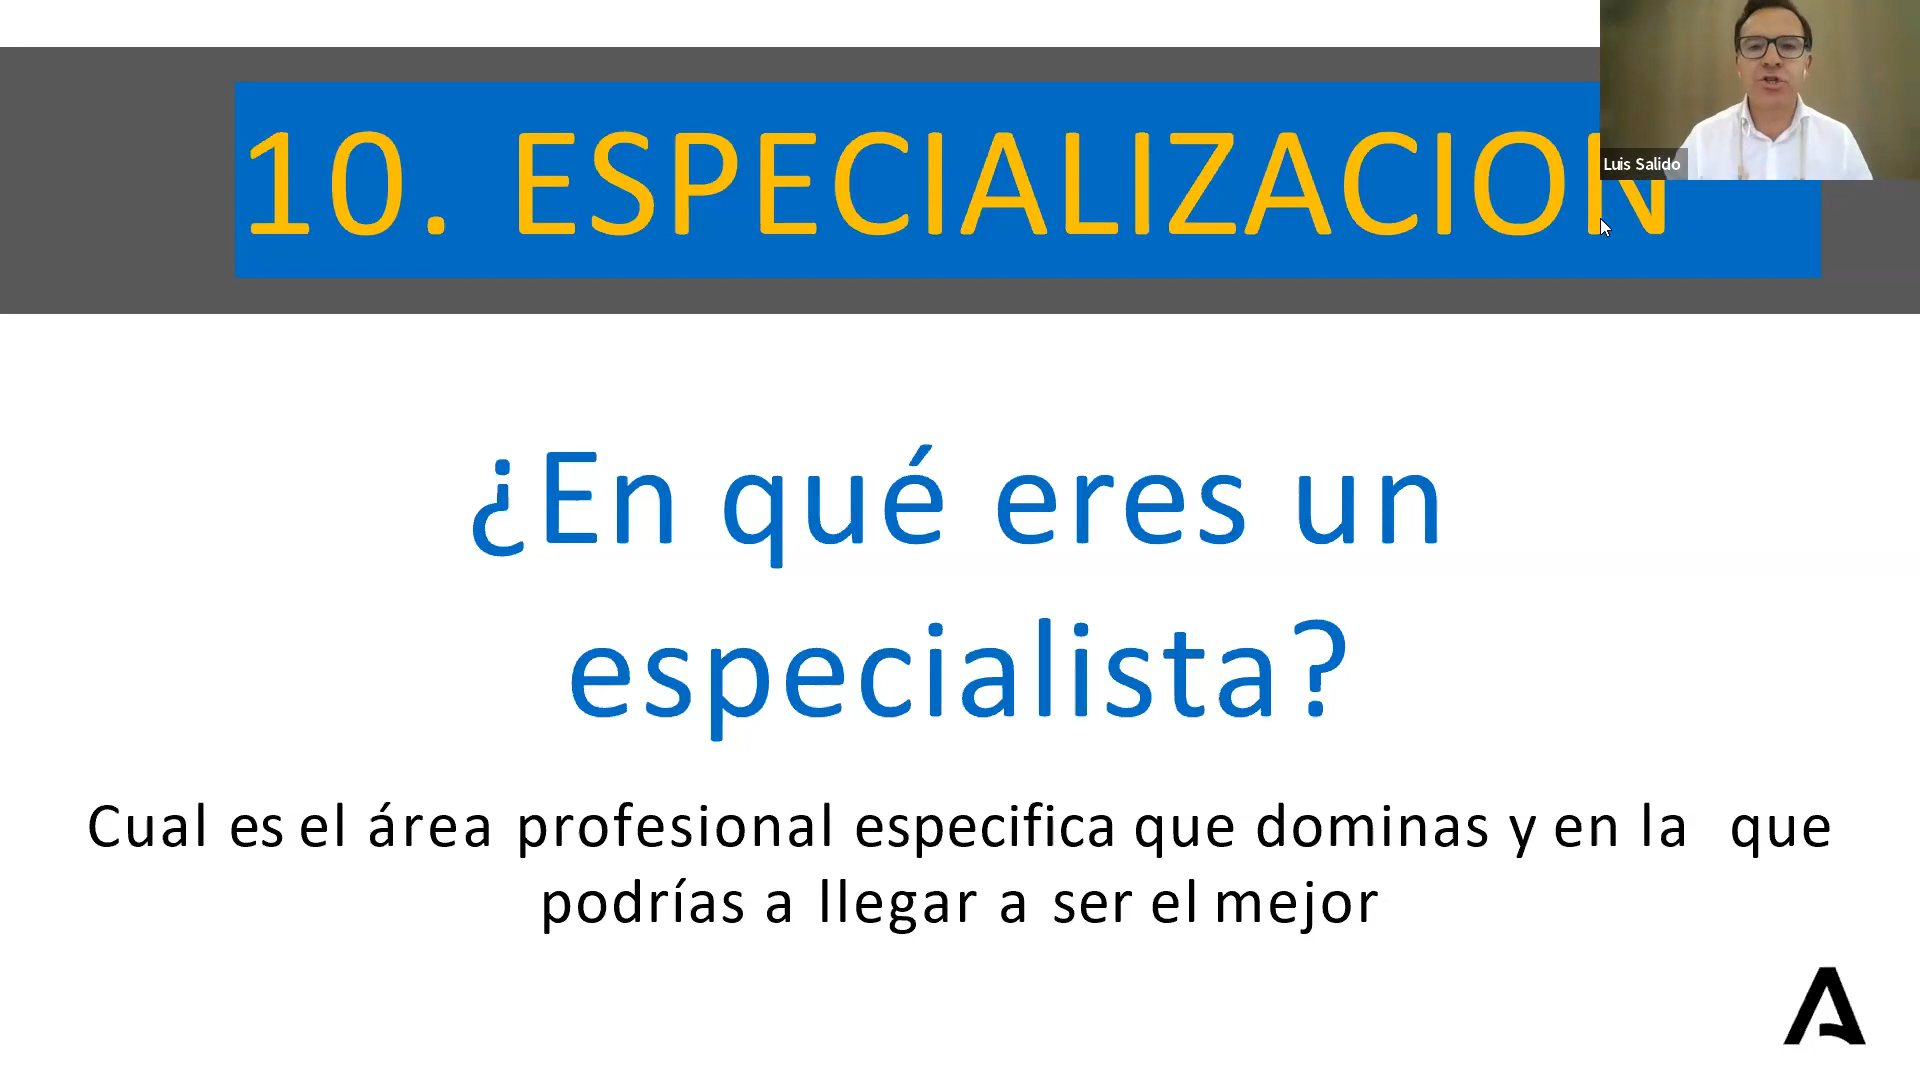 10. ESPECIALIZACION
Luis Salido
¿En qué eres un
especialista?
Cual es el área profesional especifica que dominas y en la que
podrías a llegar a ser el mejor